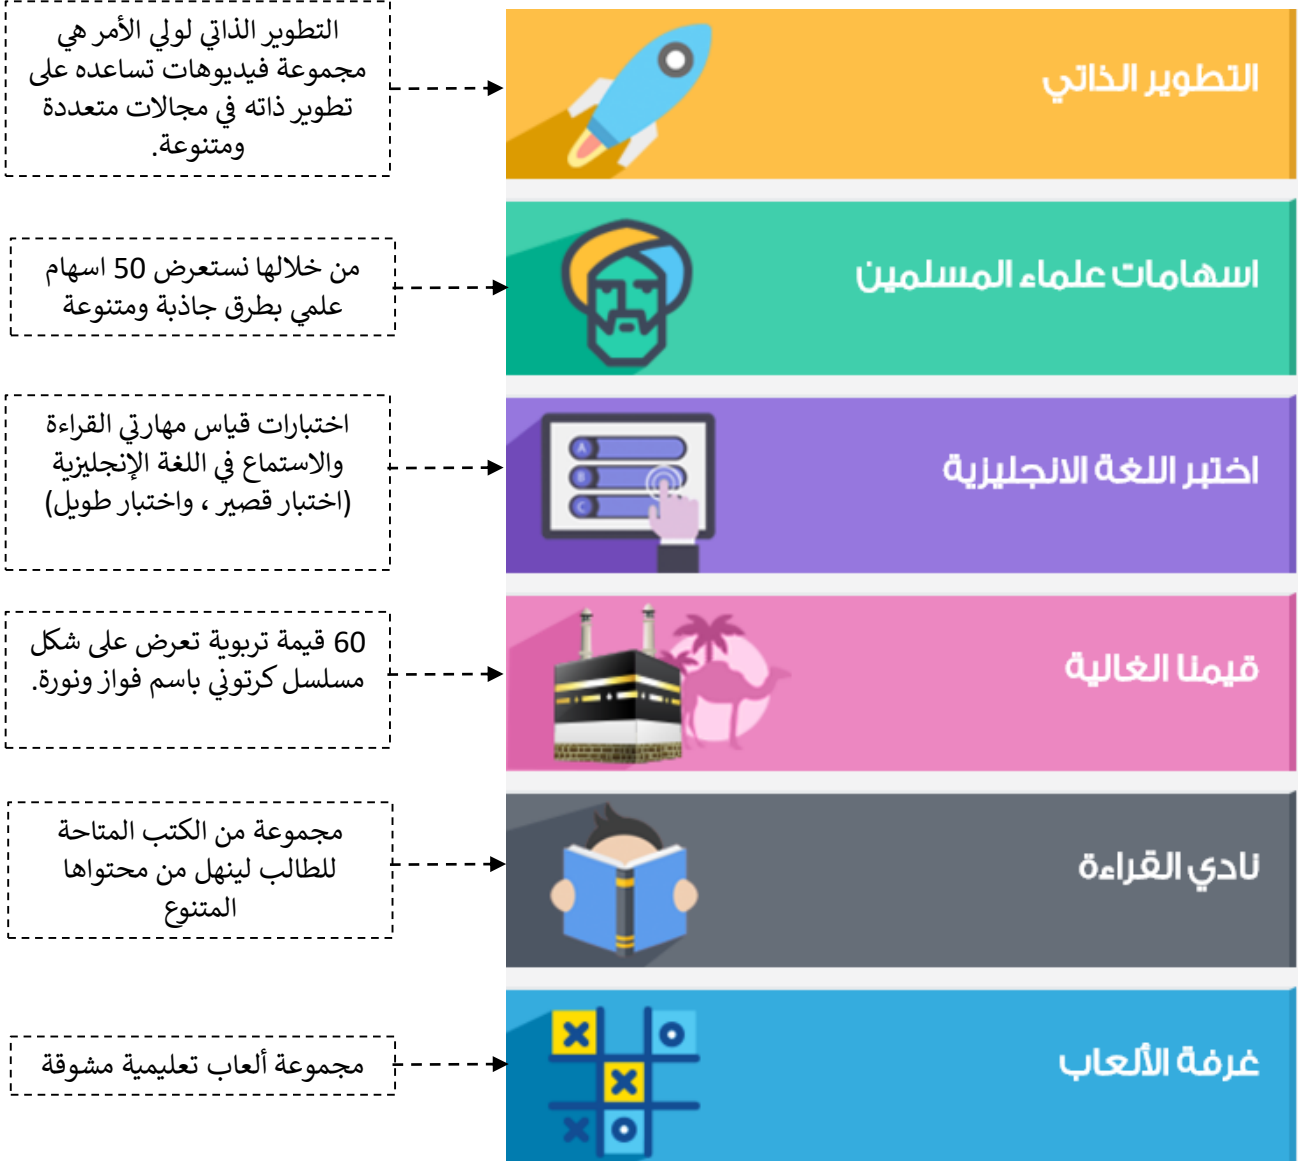 التطوير الذاتي
التطوير الذاتي لولي الأمر هي
مجموعة فيديوهات تساعده على
تطوير ذاته في مجالات متعددة
ومتنوعة.
اسهامات علماء المسلمين
من خلالها نستعرض 50 اسهام
علمي بطرق جاذبة ومتنوعة
اختبر اللغة الانجليزية
A
B
C
اختبارات قياس مهارتي القراءة
والاستماع في اللغة الإنجليزية
(اختبار قصير ، واختبار طويل)
قيمنا الغالية
60 قيمة تربوية تعرض على شكل
مسلسل كرتوني باسم فواز ونورة.
نادي القراءة
مجموعة من الكتب المتاحة
للطالب لينهل من محتواها
المتنوع
غرفة الألعاب
مجموعة ألعاب تعليمية مشوقة